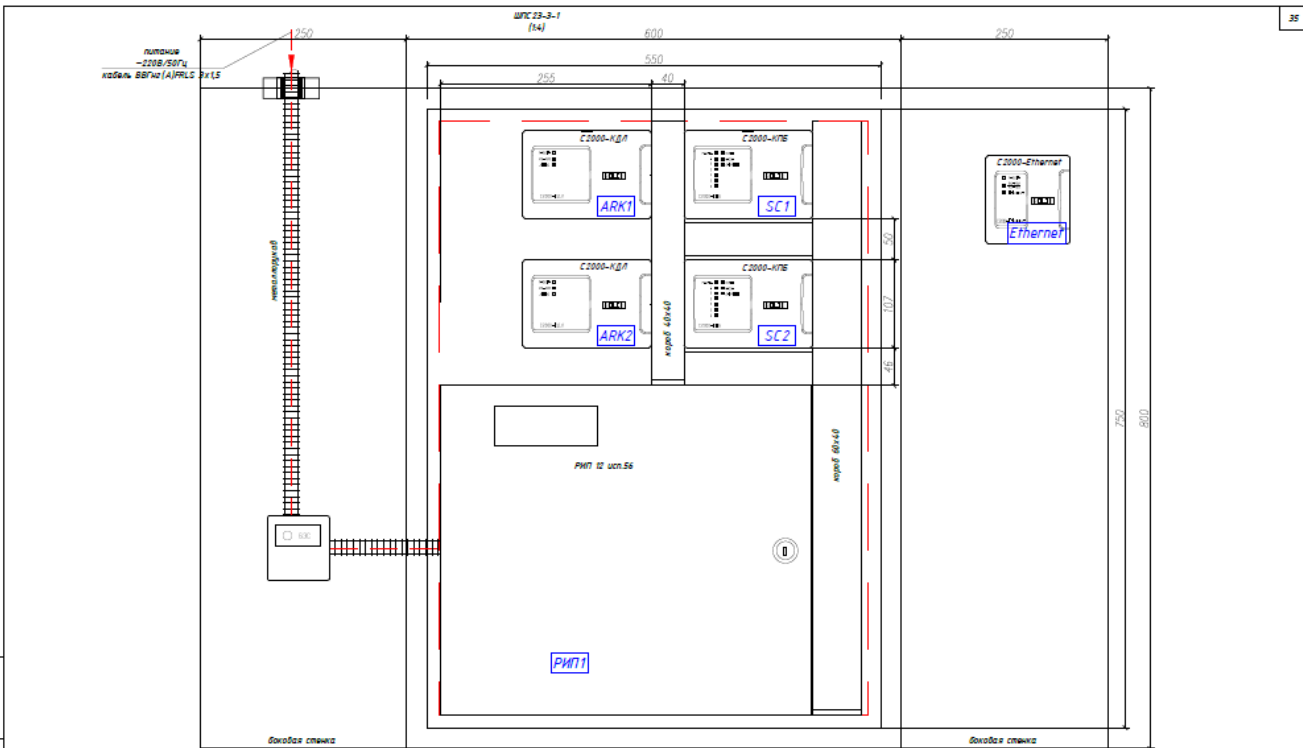 ШПС 23-3-1
(1:4)
35
250
600
250
питание
~220В/50Гц
кабель ВВГнг(А)FRLS 3х1,5
550
255
40
С2000-КДЛ
С2000-КПБ
ARK1
SC1
С2000-Ethernet
Ethernet
50
металлорукав
С2000-КДЛ
С2000-КПБ
ARK2
SC2
107
короб 40х40
46
750
800
РИП 12 исп.56
короб 60х40
БЗС
РИП1
боковая стенка
боковая стенка